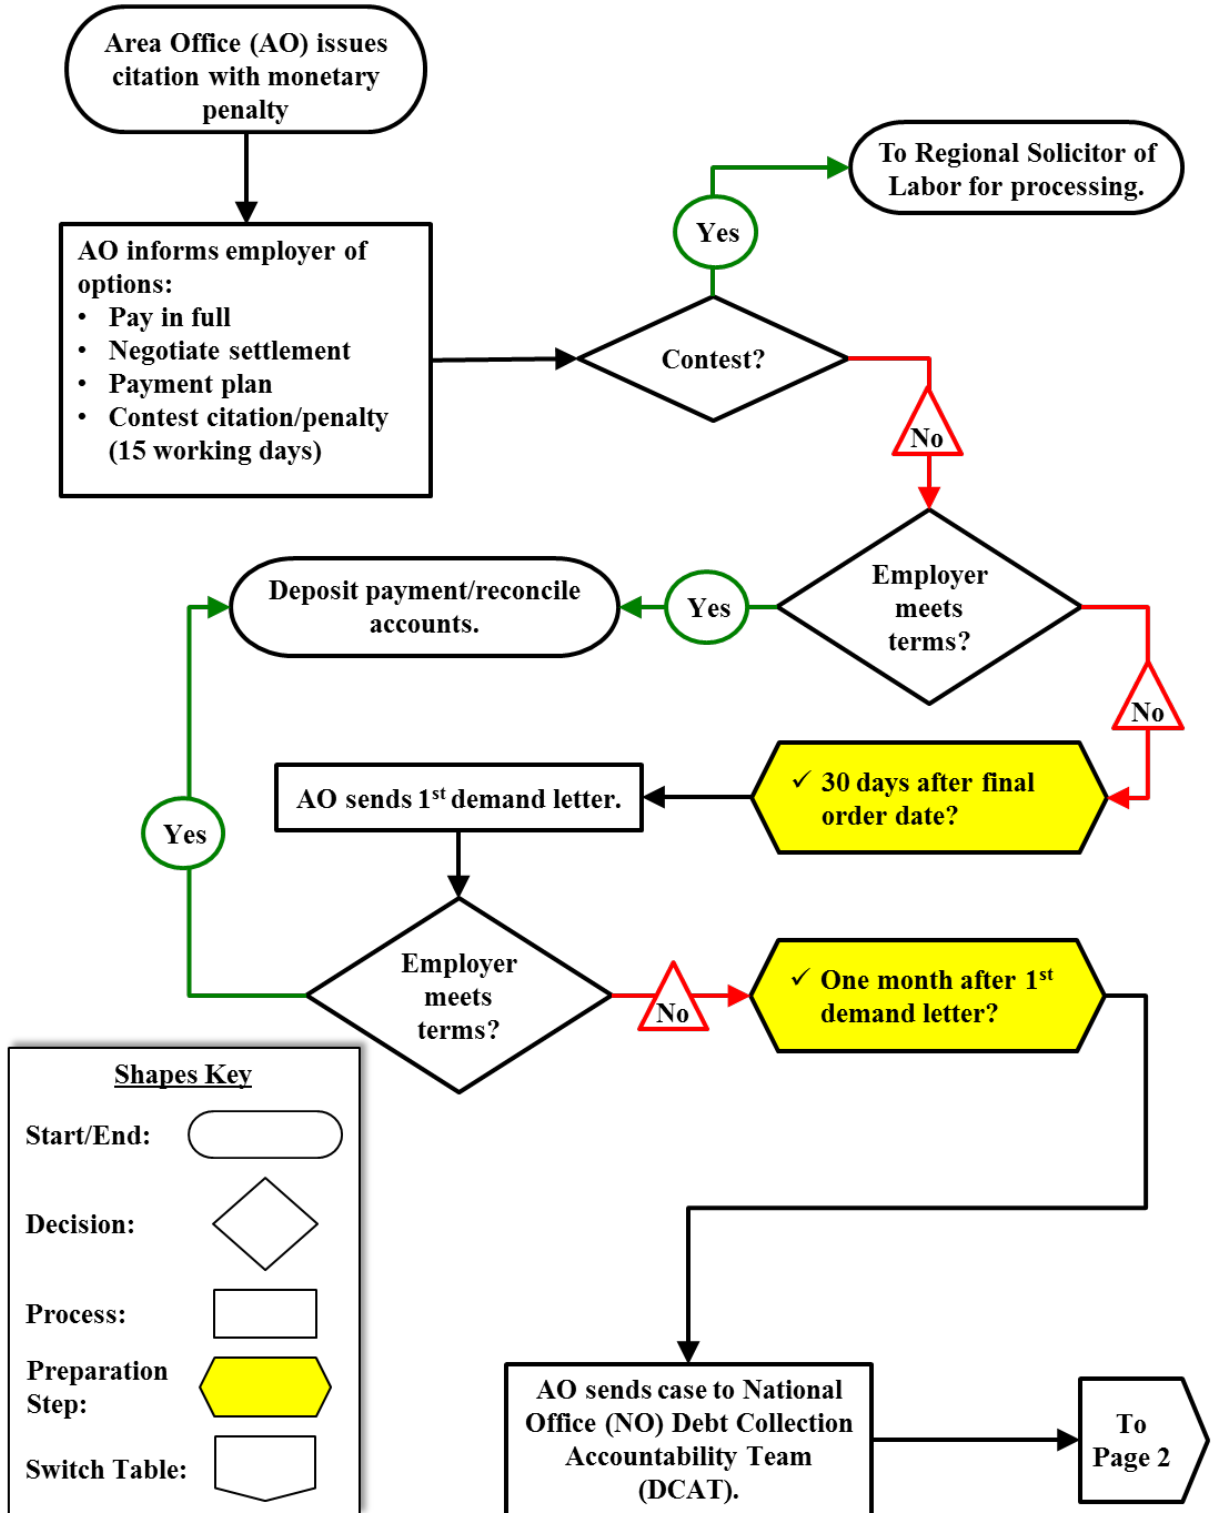 Area Office (AO) issues
citation with monetary
penalty
To Regional Solicitor of
Labor for processing.
Yes
AO informs employer of
options:
• Pay in full
• Negotiate settlement
• Payment plan
• Contest citation/penalty
(15 working days)
Contest?
No
Employer
meets
terms?
Yes
Deposit payment/reconcile
accounts.
No
✓ 30 days after final
order date?
AO sends 1st demand letter.
Yes
Employer
meets
terms?
No
✓ One month after 1st
demand letter?
Shapes Key
Start/End:
Decision:
Process:
Preparation
Step:
Switch Table:
AO sends case to National
Office (NO) Debt Collection
Accountability Team
(DCAT).
To
Page 2